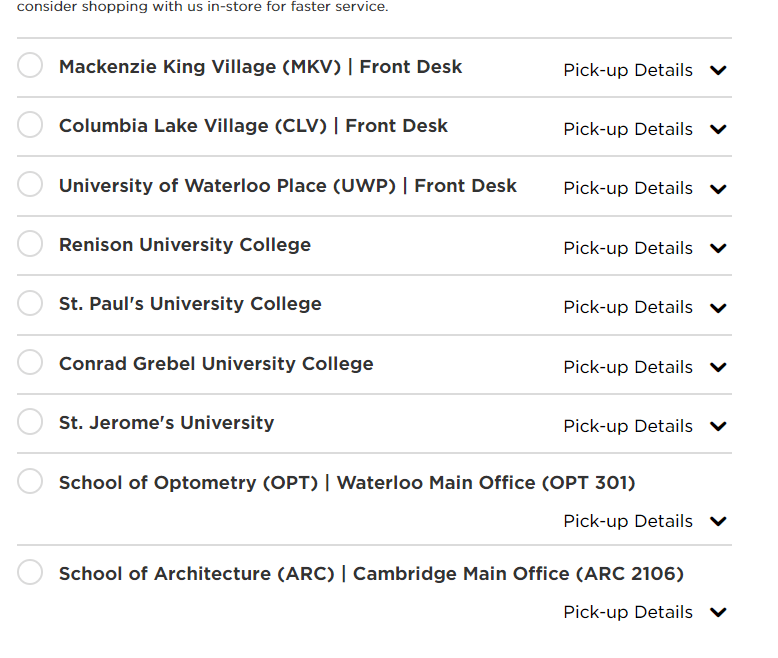 consider shopping with us in-store for faster service.
Mackenzie King Village (MKV) | Front Desk Pick-up Details
Columbia Lake Village (CLV) | Front Desk Pick-up Details
University of Waterloo Place (UWP) | Front Desk Pick-up Details
Renison University College Pick-up Details
St. Paul's University College Pick-up Details
Conrad Grebel University College Pick-up Details
St. Jerome's University Pick-up Details
School of Optometry (OPT) | Waterloo Main Office (OPT 301)
Pick-up Details
School of Architecture (ARC) | Cambridge Main Office (ARC 2106)
Pick-up Details